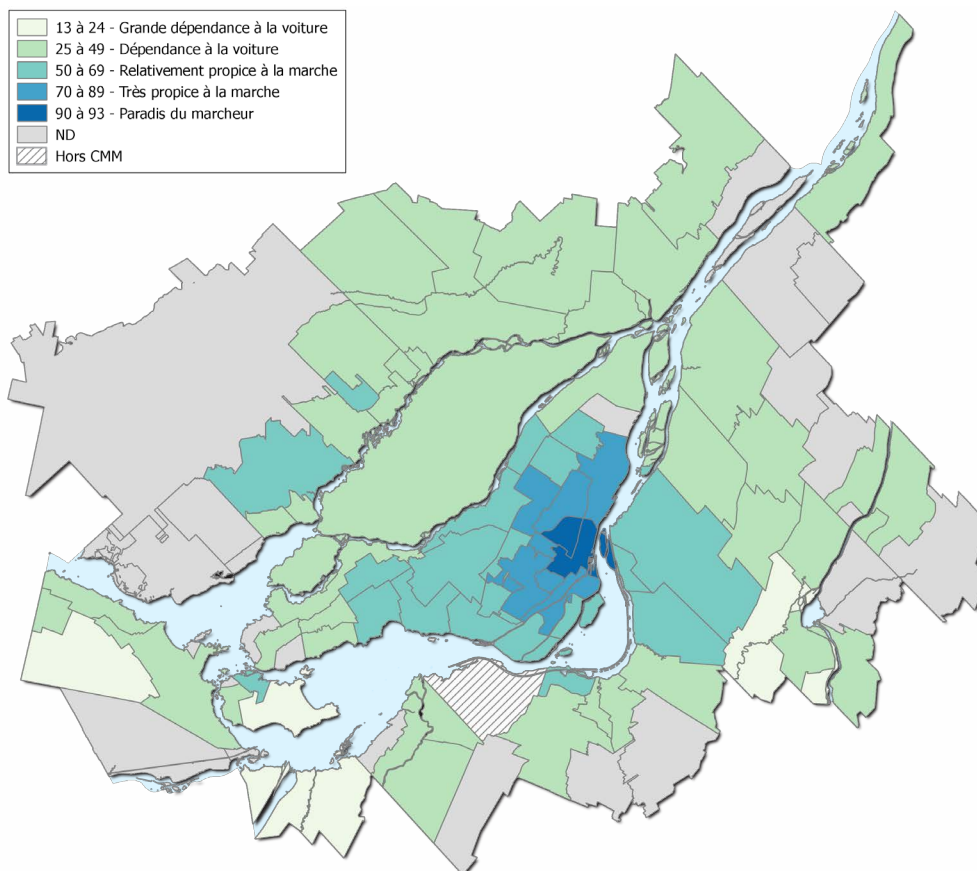 13 à 24 - Grande dépendance à la voiture
25 à 49 - Dépendance à la voiture
50 à 69 - Relativement propice à la marche
70 à 89 - Très propice à la marche
90 à 93 - Paradis du marcheur
ND
Hors CMM